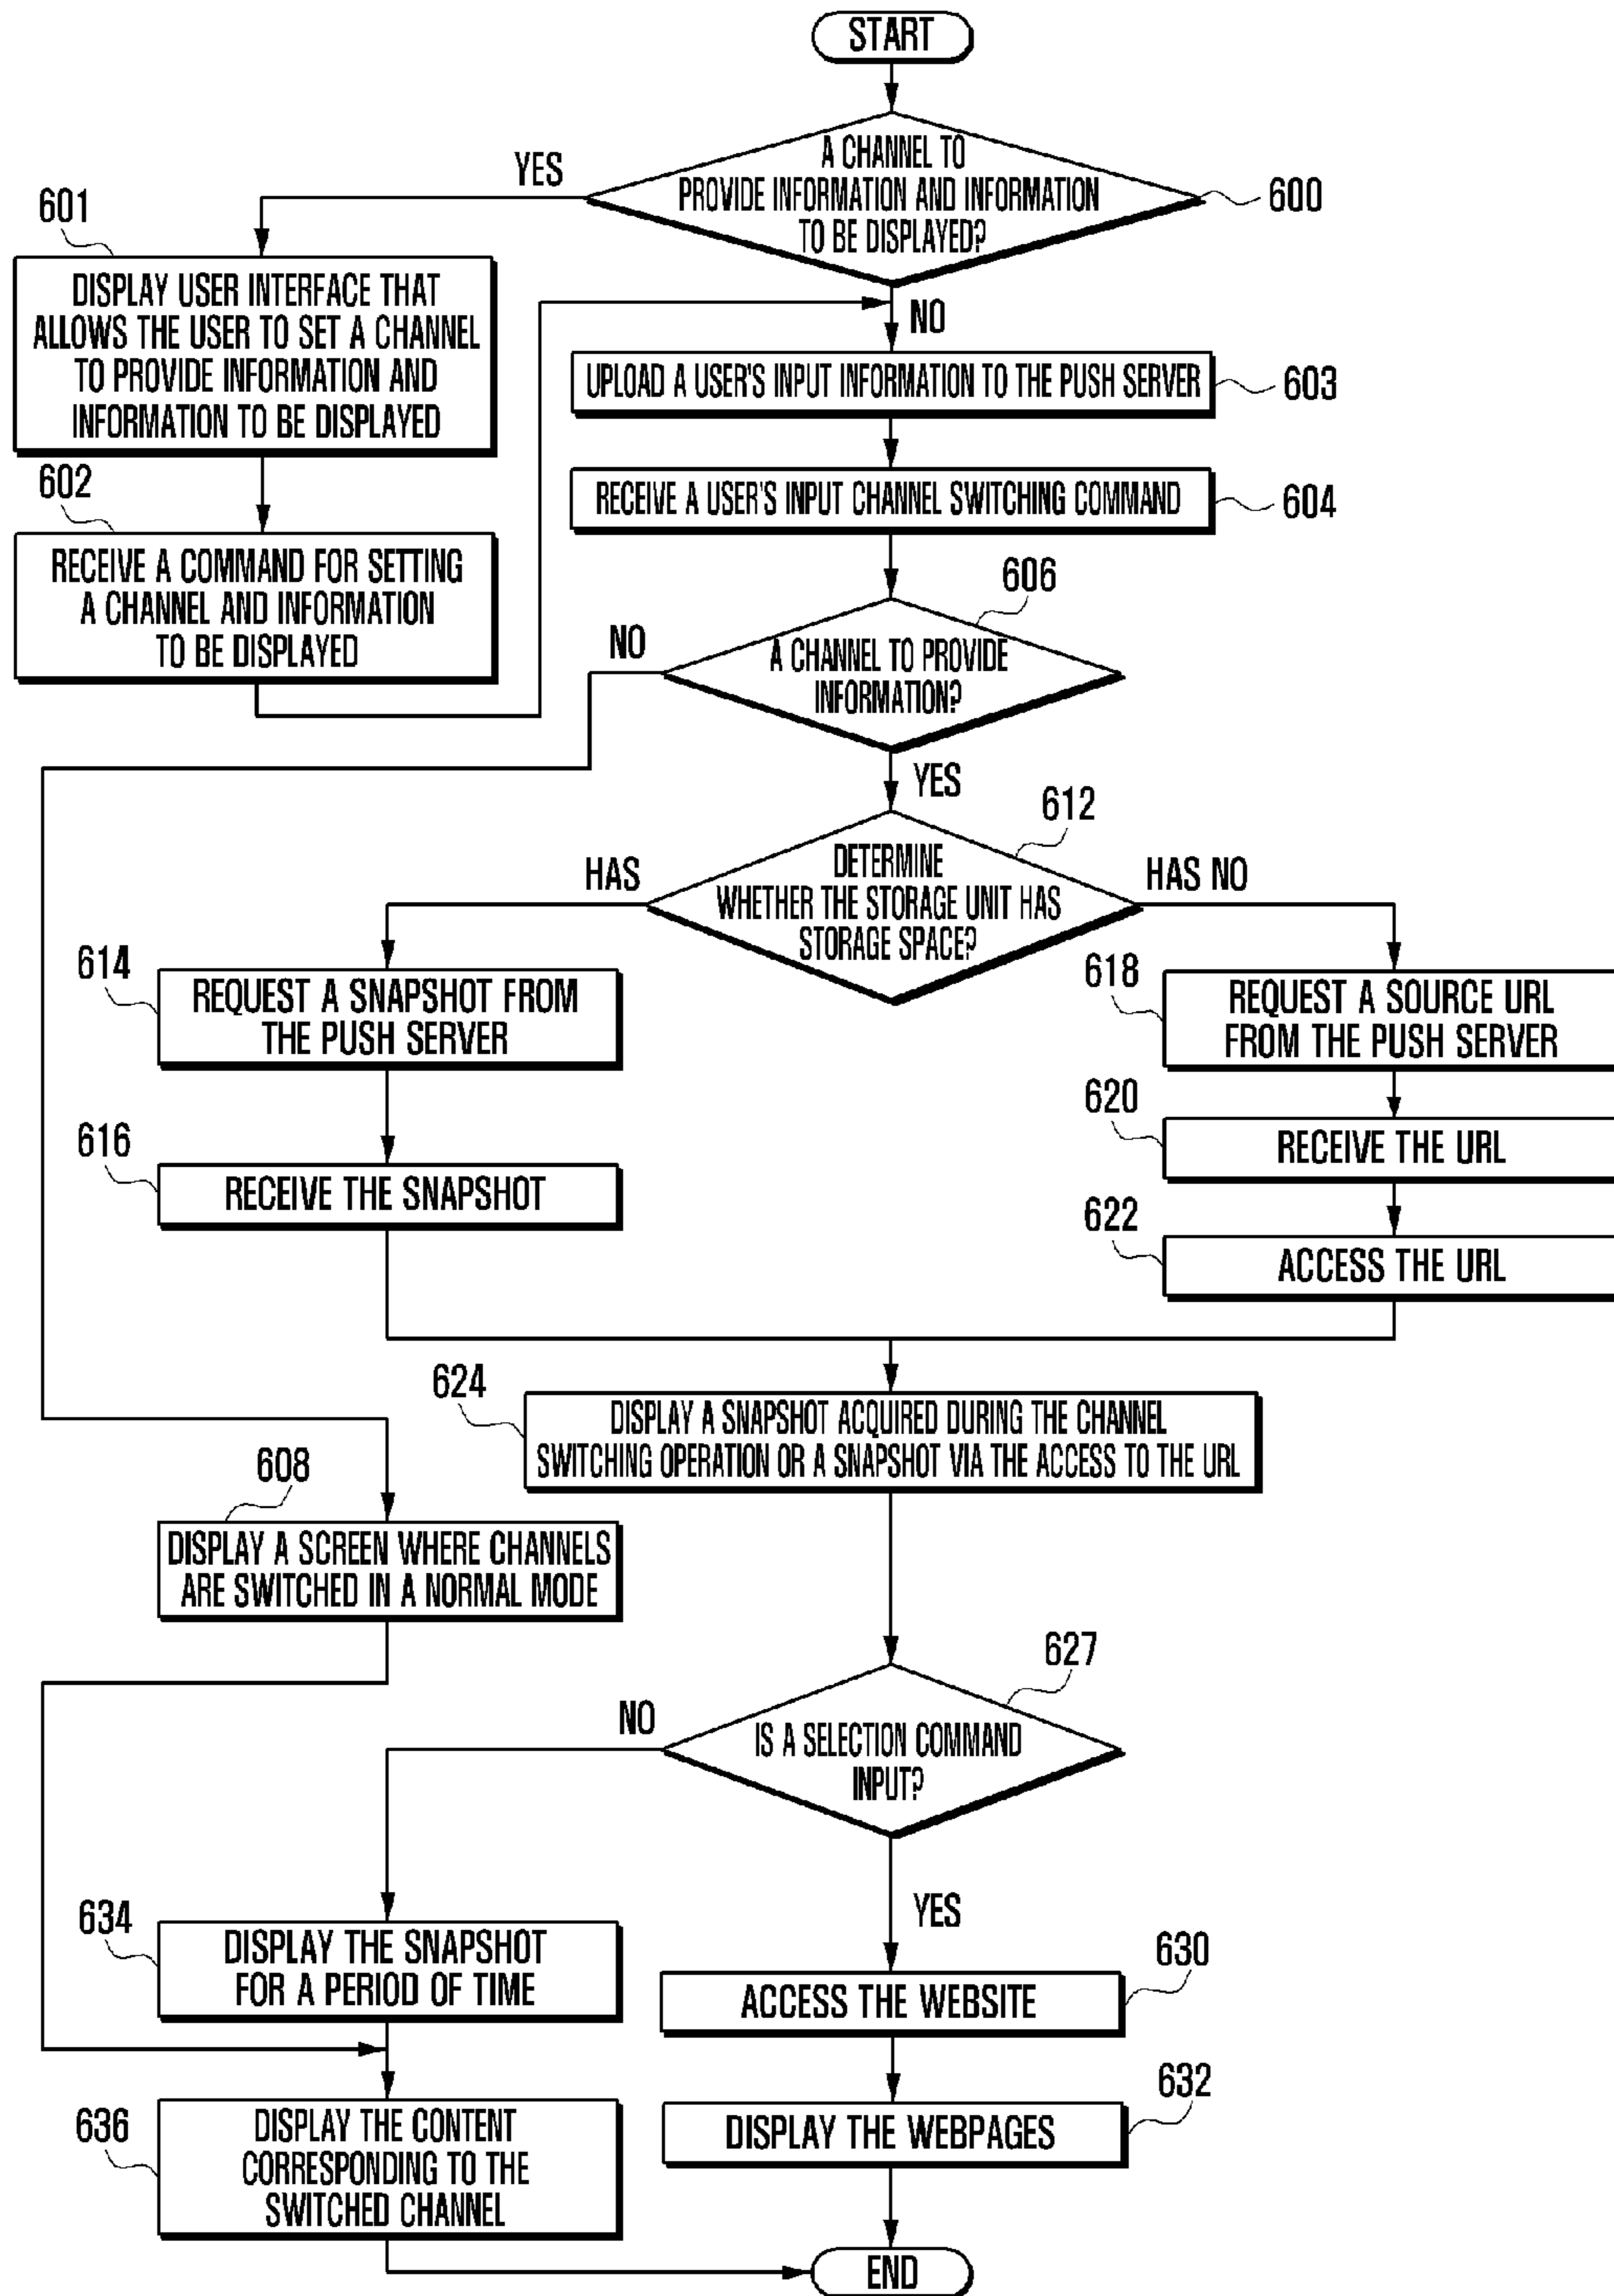 START
A CHANNEL TO
PROVIDE INFORMATION AND INFORMATION
TO BE DISPLAYED?
600
YES
NO
601
DISPLAY USER INTERFACE THAT
ALLOWS THE USER TO SET A CHANNEL
TO PROVIDE INFORMATION AND
INFORMATION TO BE DISPLAYED
602
RECEIVE A COMMAND FOR SETTING
A CHANNEL AND INFORMATION
TO BE DISPLAYED
UPLOAD A USER'S INPUT INFORMATION TO THE PUSH SERVER
603
RECEIVE A USER'S INPUT CHANNEL SWITCHING COMMAND
604
606
A CHANNEL TO PROVIDE
INFORMATION?
NO
YES
612
DETERMINE
WHETHER THE STORAGE UNIT HAS
STORAGE SPACE?
HAS
HAS NO
614
REQUEST A SNAPSHOT FROM
THE PUSH SERVER
616
RECEIVE THE SNAPSHOT
618
REQUEST A SOURCE URL
FROM THE PUSH SERVER
620
RECEIVE THE URL
622
ACCESS THE URL
624
DISPLAY A SNAPSHOT ACQUIRED DURING THE CHANNEL
SWITCHING OPERATION OR A SNAPSHOT VIA THE ACCESS TO THE URL
608
DISPLAY A SCREEN WHERE CHANNELS
ARE SWITCHED IN A NORMAL MODE
627
IS A SELECTION COMMAND
INPUT?
NO
YES
634
DISPLAY THE SNAPSHOT
FOR A PERIOD OF TIME
630
ACCESS THE WEBSITE
632
DISPLAY THE WEBPAGES
636
DISPLAY THE CONTENT
CORRESPONDING TO THE
SWITCHED CHANNEL
END